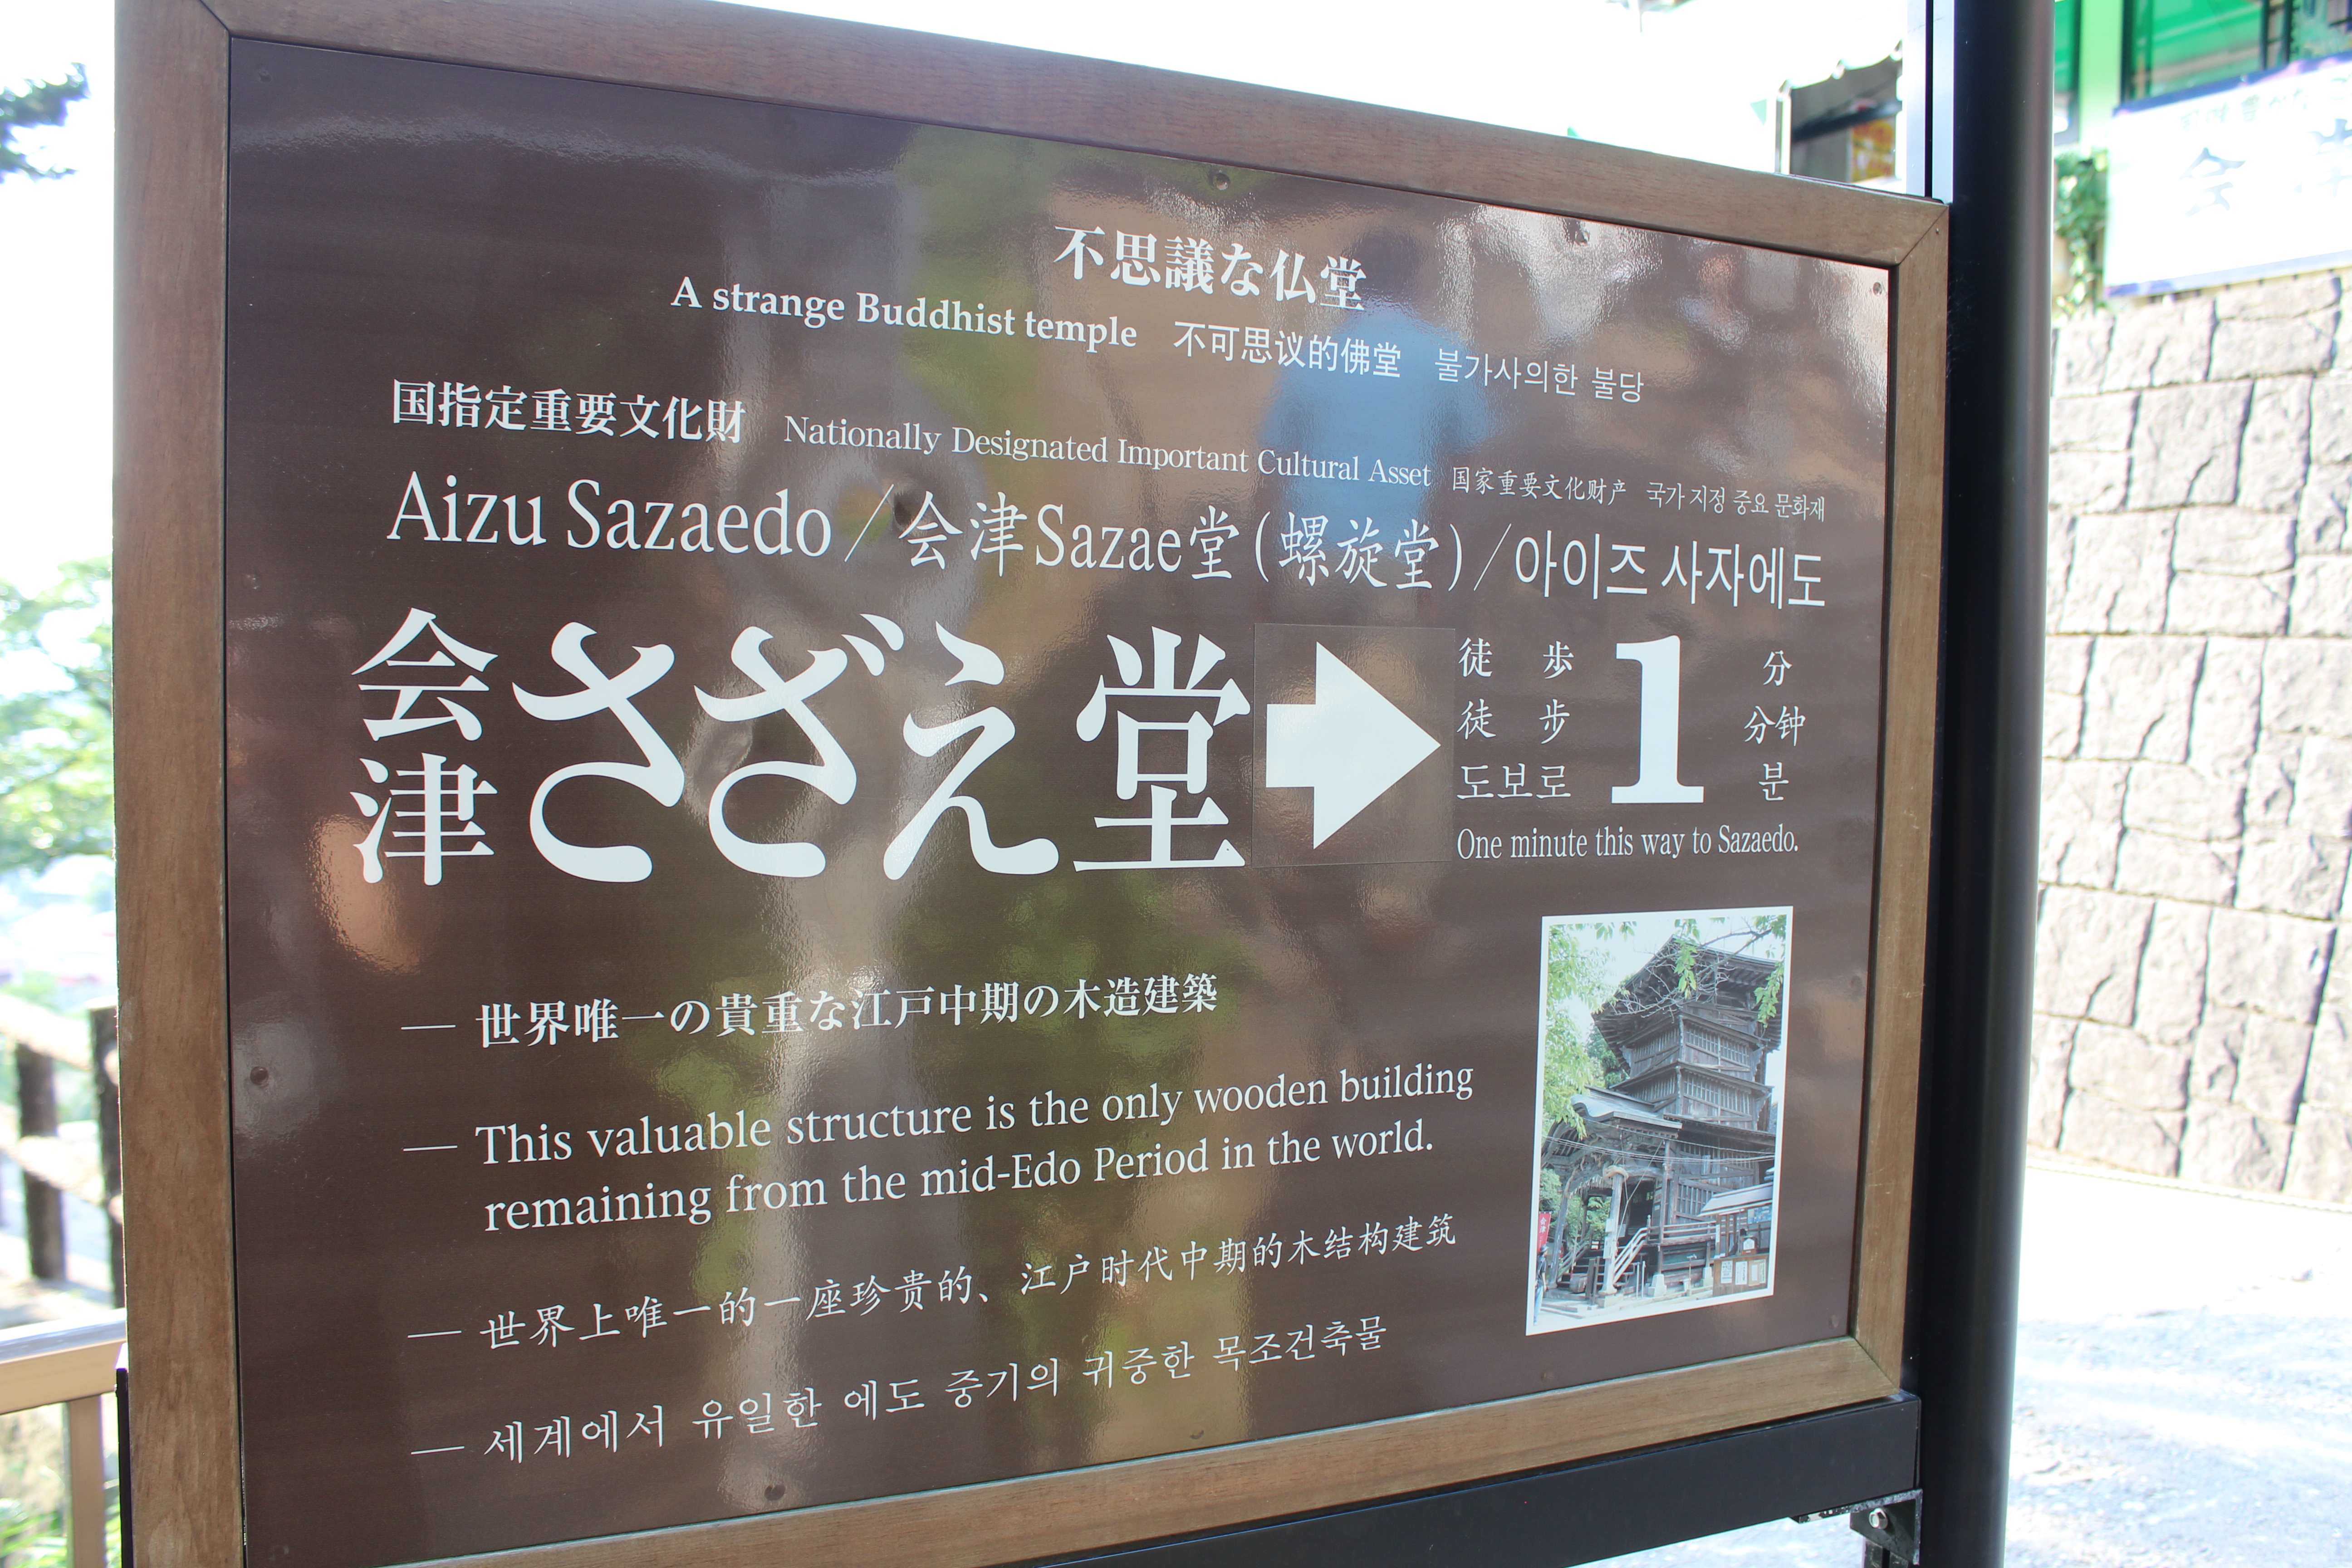 不思議な仏堂
A strange Buddhist temple 不可思议的佛堂 불가사의한 불당
国指定重要文化財 Nationally Designated Important Cultural Asset 国家重要文化财产 국가 지정 중요 문화재
Aizu Sazaedo / 会津Sazae堂 (螺旋堂) / 아이즈 사자에도
会津さざえ堂
徒歩 1 分
徒步 分钟
도보로 분
One minute this way to Sazaedo.
— 世界唯一の貴重な江戸中期の木造建築
— This valuable structure is the only wooden building
remaining from the mid-Edo Period in the world.
— 世界上唯一的一座珍贵的、江户时代中期的木结构建筑
— 세계에서 유일한 에도 중기의 귀중한 목조건축물